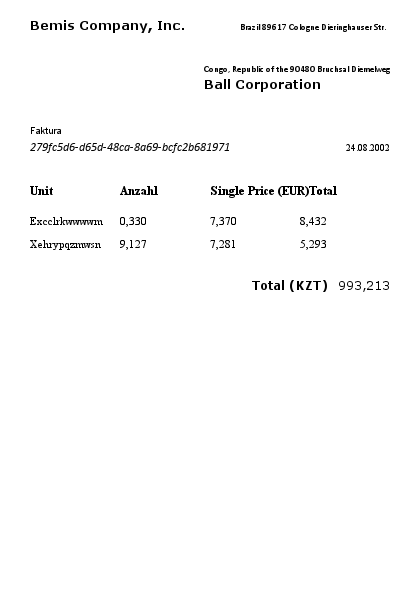 Bemis Company, Inc. Brazil 89617 Cologne Dieringhauser Str.
Congo, Republic of the 90480 Bruchsal Diemelweg
Ball Corporation
Faktura
279fc5d6-d65d-48ca-8a69-bcfc2b681971 24.08.2002
Unit Anzahl Single Price (EUR)Total
Exeelrkwwwwm 0,330 7,370 8,432
Xehrypqzmwsn 9,127 7,281 5,293
Total (KZT) 993,213